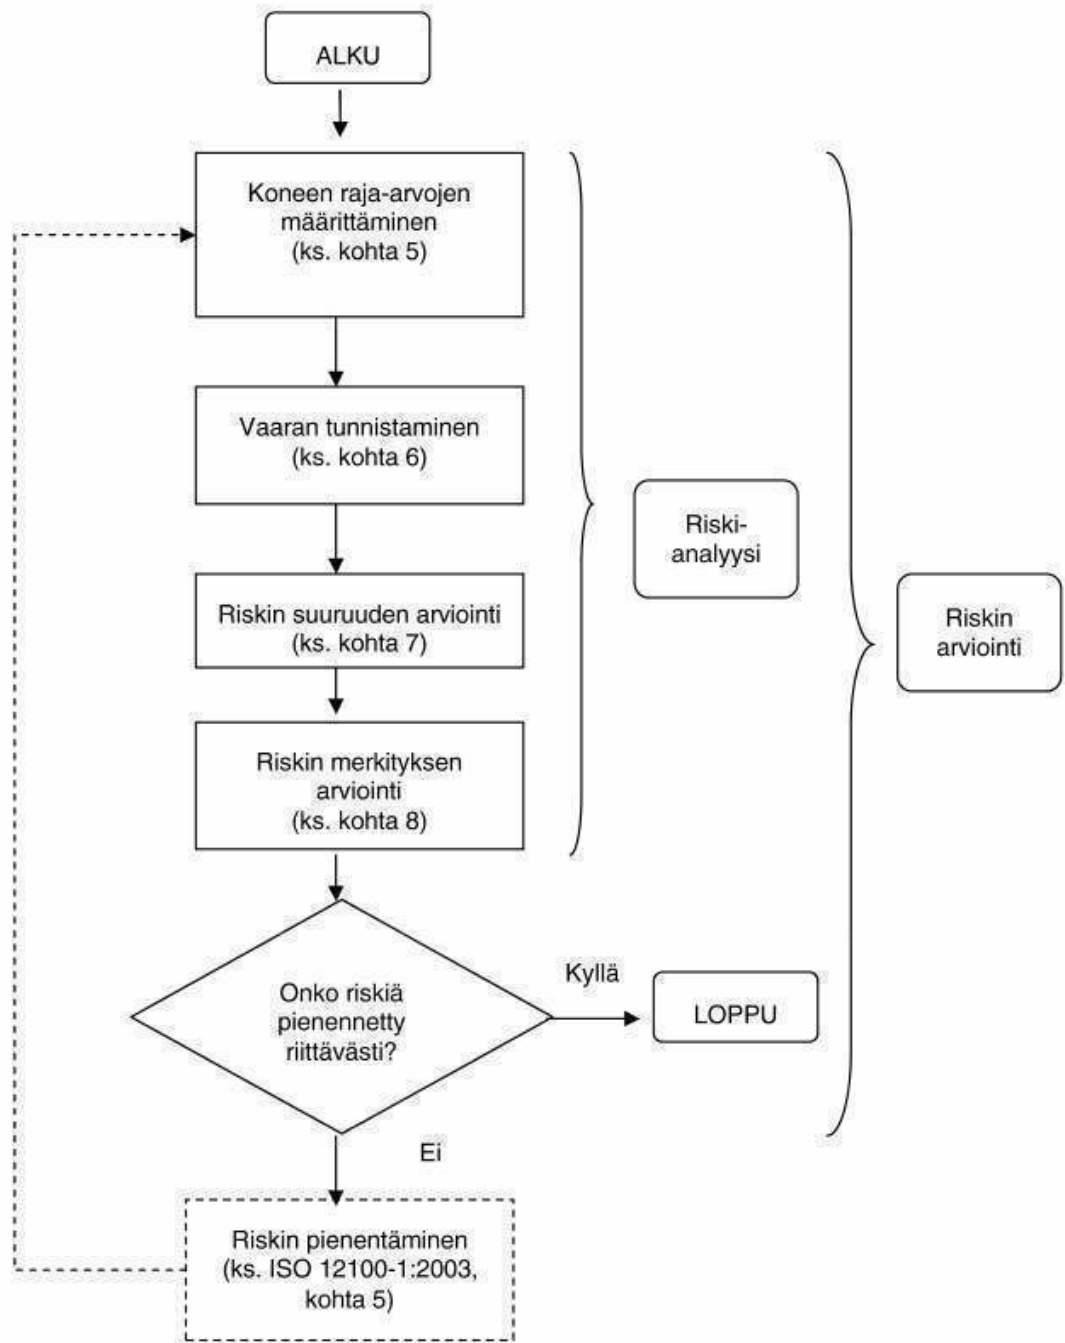 ALKU
Koneen raja-arvojen
määrittäminen
(ks. kohta 5)
Vaaran tunnistaminen
(ks. kohta 6)
Riski-
analyysi
Riskin suuruuden arviointi
(ks. kohta 7)
Riskin
arviointi
Riskin merkityksen
arviointi
(ks. kohta 8)
Onko riskiä
pienennetty
riittävästi?
Kyllä
LOPPU
Ei
Riskin pienentäminen
(ks. ISO 12100-1:2003,
kohta 5)